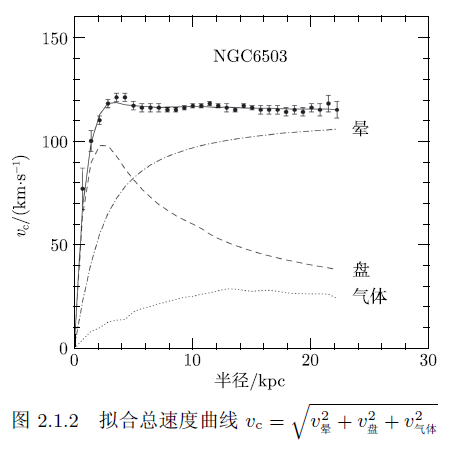 150
NGC6503
晕
100
v_c/(km·s⁻¹)
50
盘
气体
0
0 10 20 30
半径/kpc
图 2.1.2 拟合总速度曲线 v_c = √(v²_晕 + v²_盘 + v²_气体)